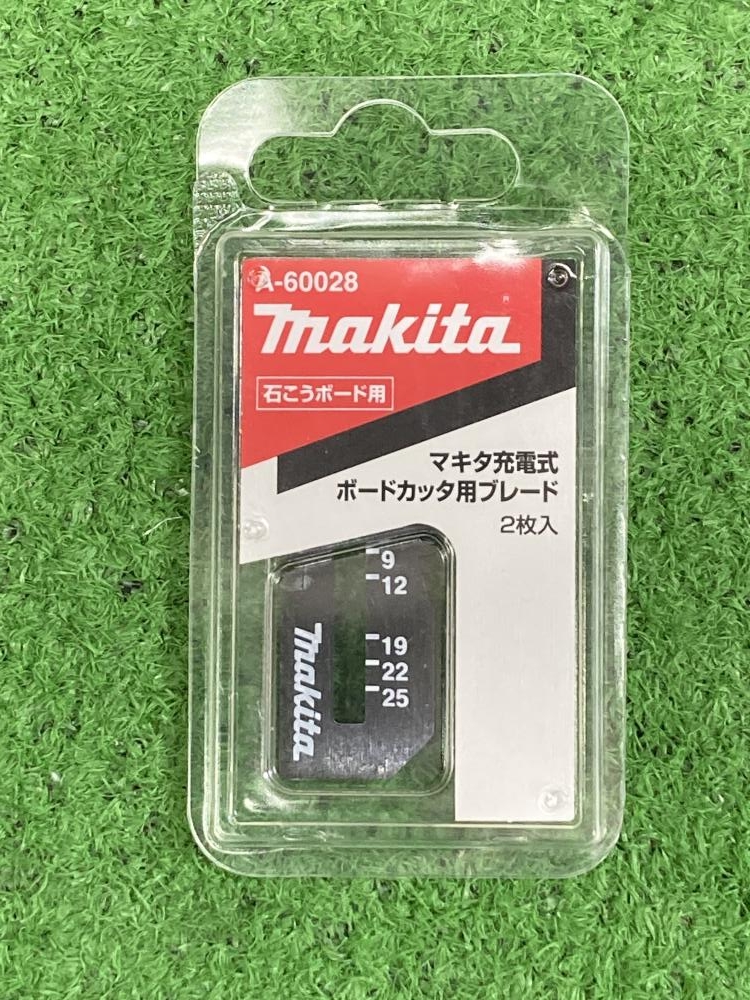 A-60028
makita
石こうボード用
マキタ充電式
ボードカッタ用ブレード
2枚入
9
12
19
22
25
makita